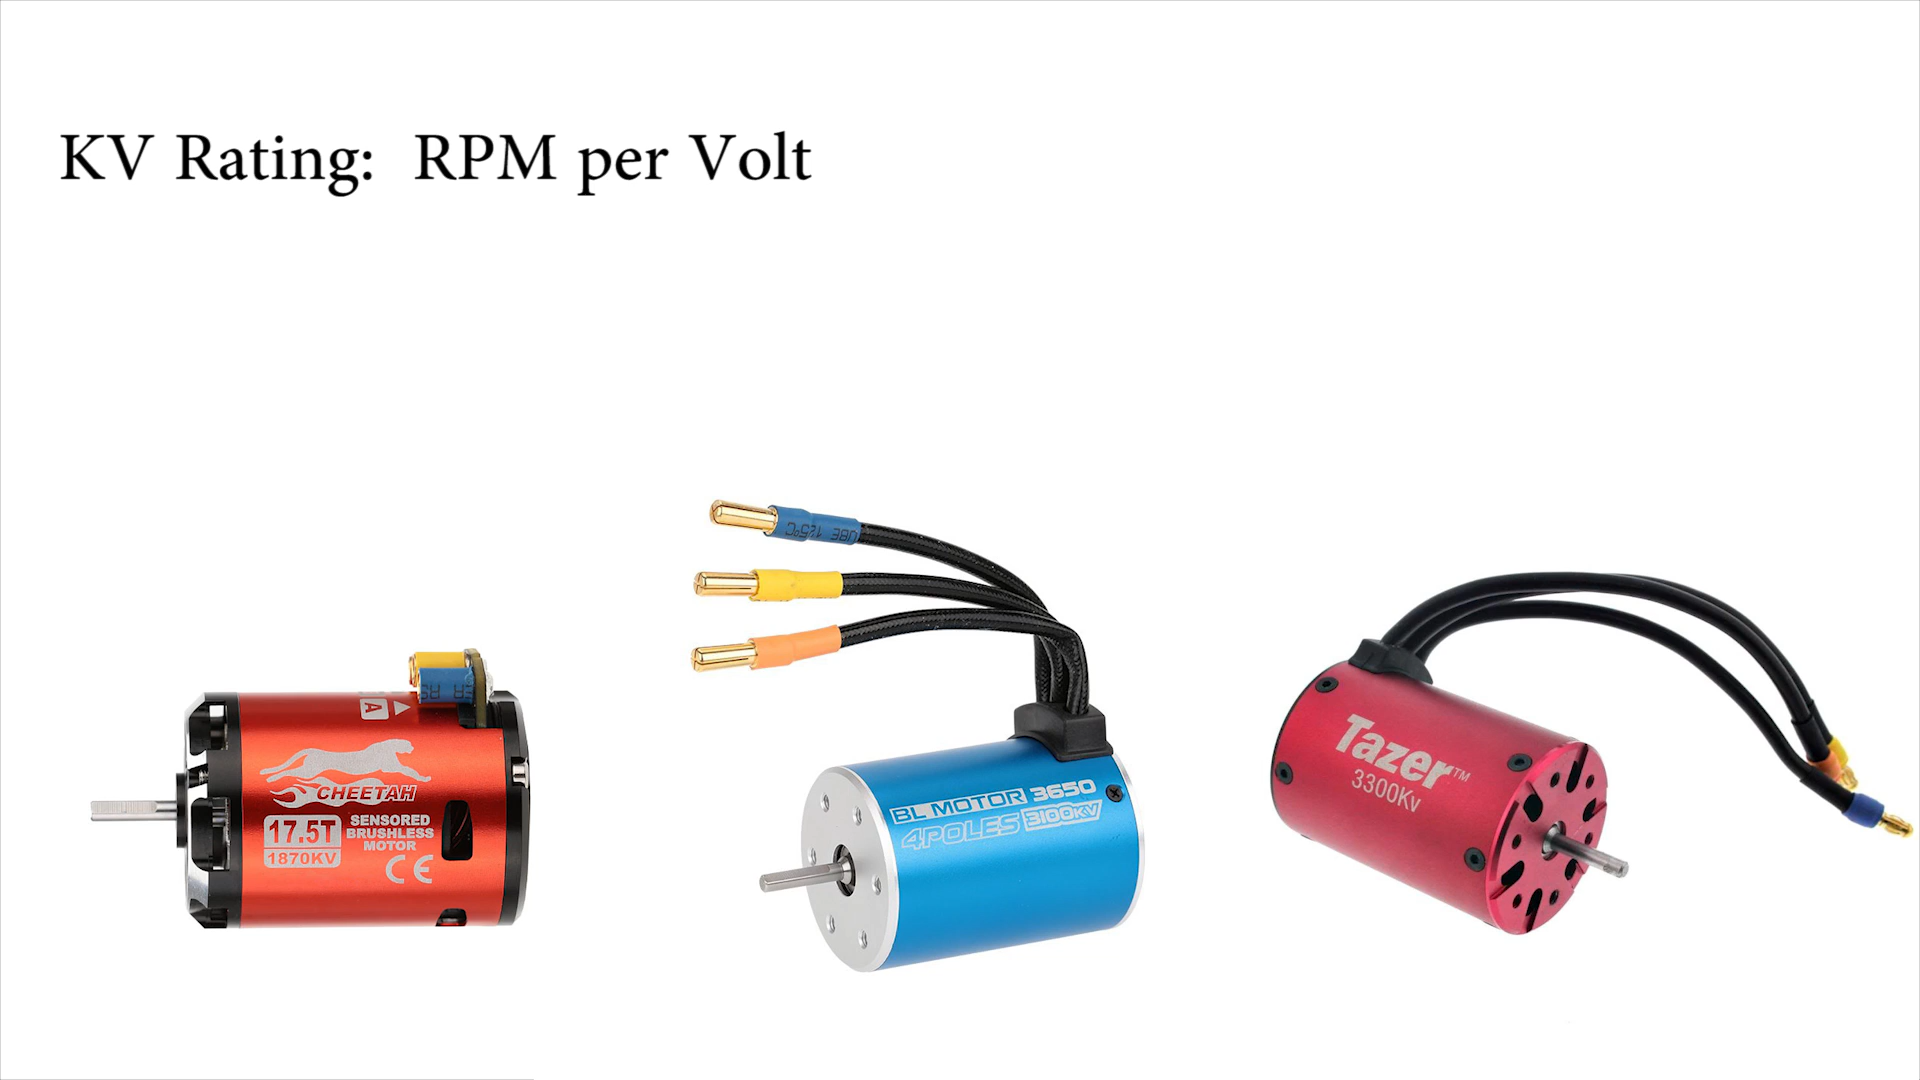 KV Rating: RPM per Volt
A
CHEETAH
17.5T
1870KV
SENSORED
BRUSHLESS
MOTOR
CE
125°C
BL MOTOR 3650
4POLES 3100KV
Tazer™
3300Kv